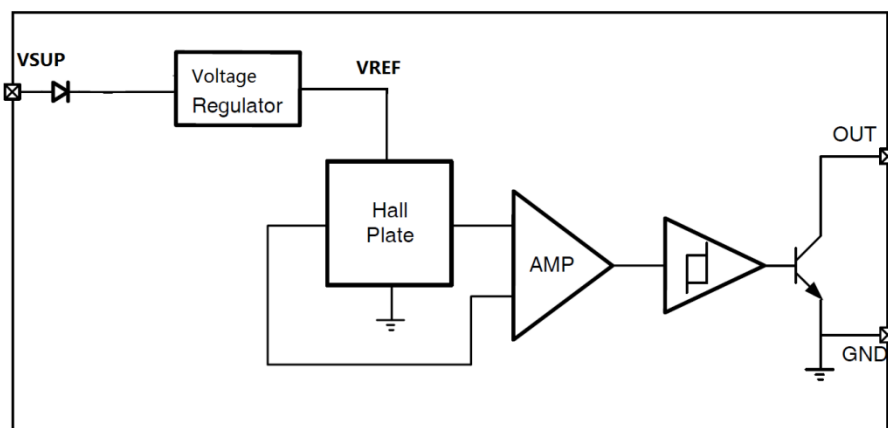 VSUP
Voltage
Regulator
VREF
Hall
Plate
AMP
OUT
GND